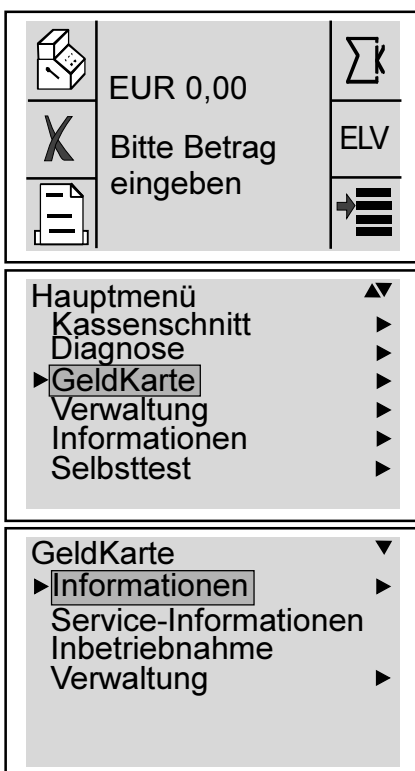 EUR 0,00
ELV
Bitte Betrag
eingeben
Hauptmenü
Kassenschnitt
Diagnose
GeldKarte
Verwaltung
Informationen
Selbsttest
GeldKarte
Informationen
Service-Informationen
Inbetriebnahme
Verwaltung